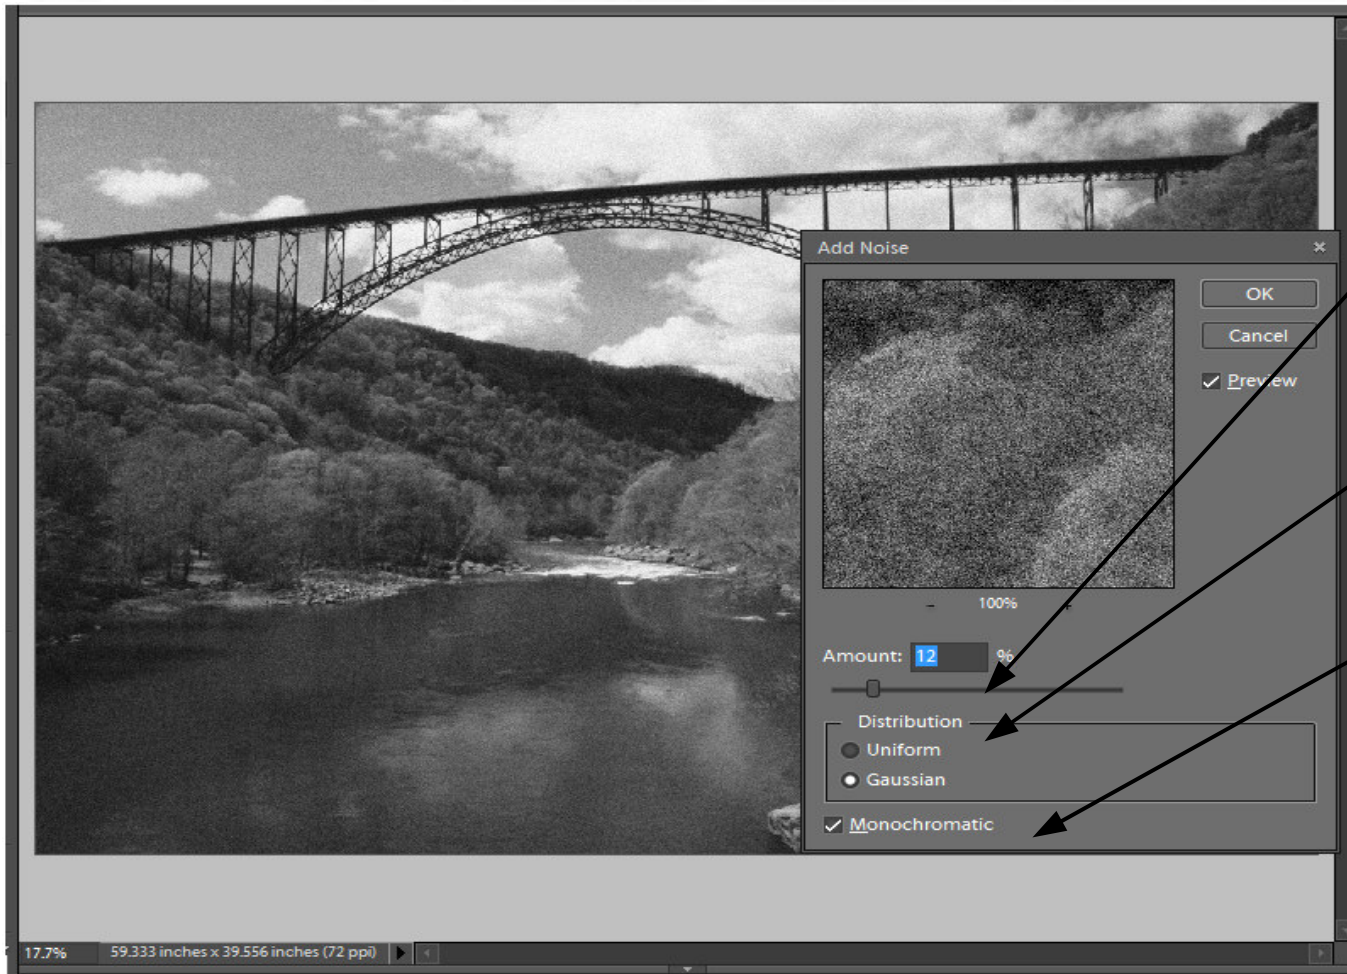 Add Noise
OK
Cancel
Preview
- 100% +
Amount: 12 %
Distribution
Uniform
Gaussian
Monochromatic
17.7% 59.333 inches x 39.556 inches (72 ppi)